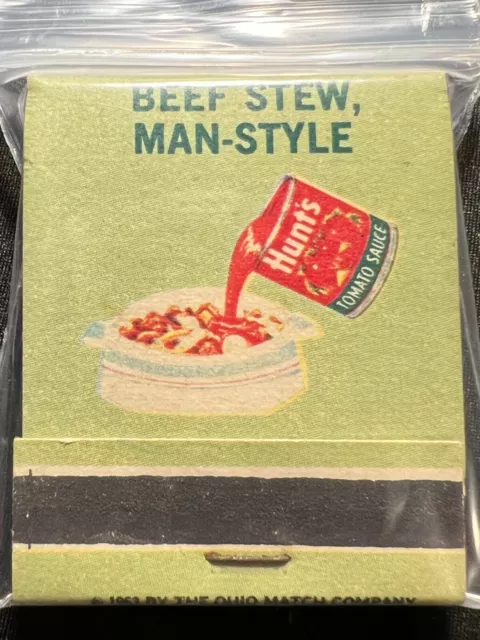 BEEF STEW,
MAN-STYLE
Hunt's
TOMATO SAUCE
© 1963 BY THE OHIO MATCH COMPANY